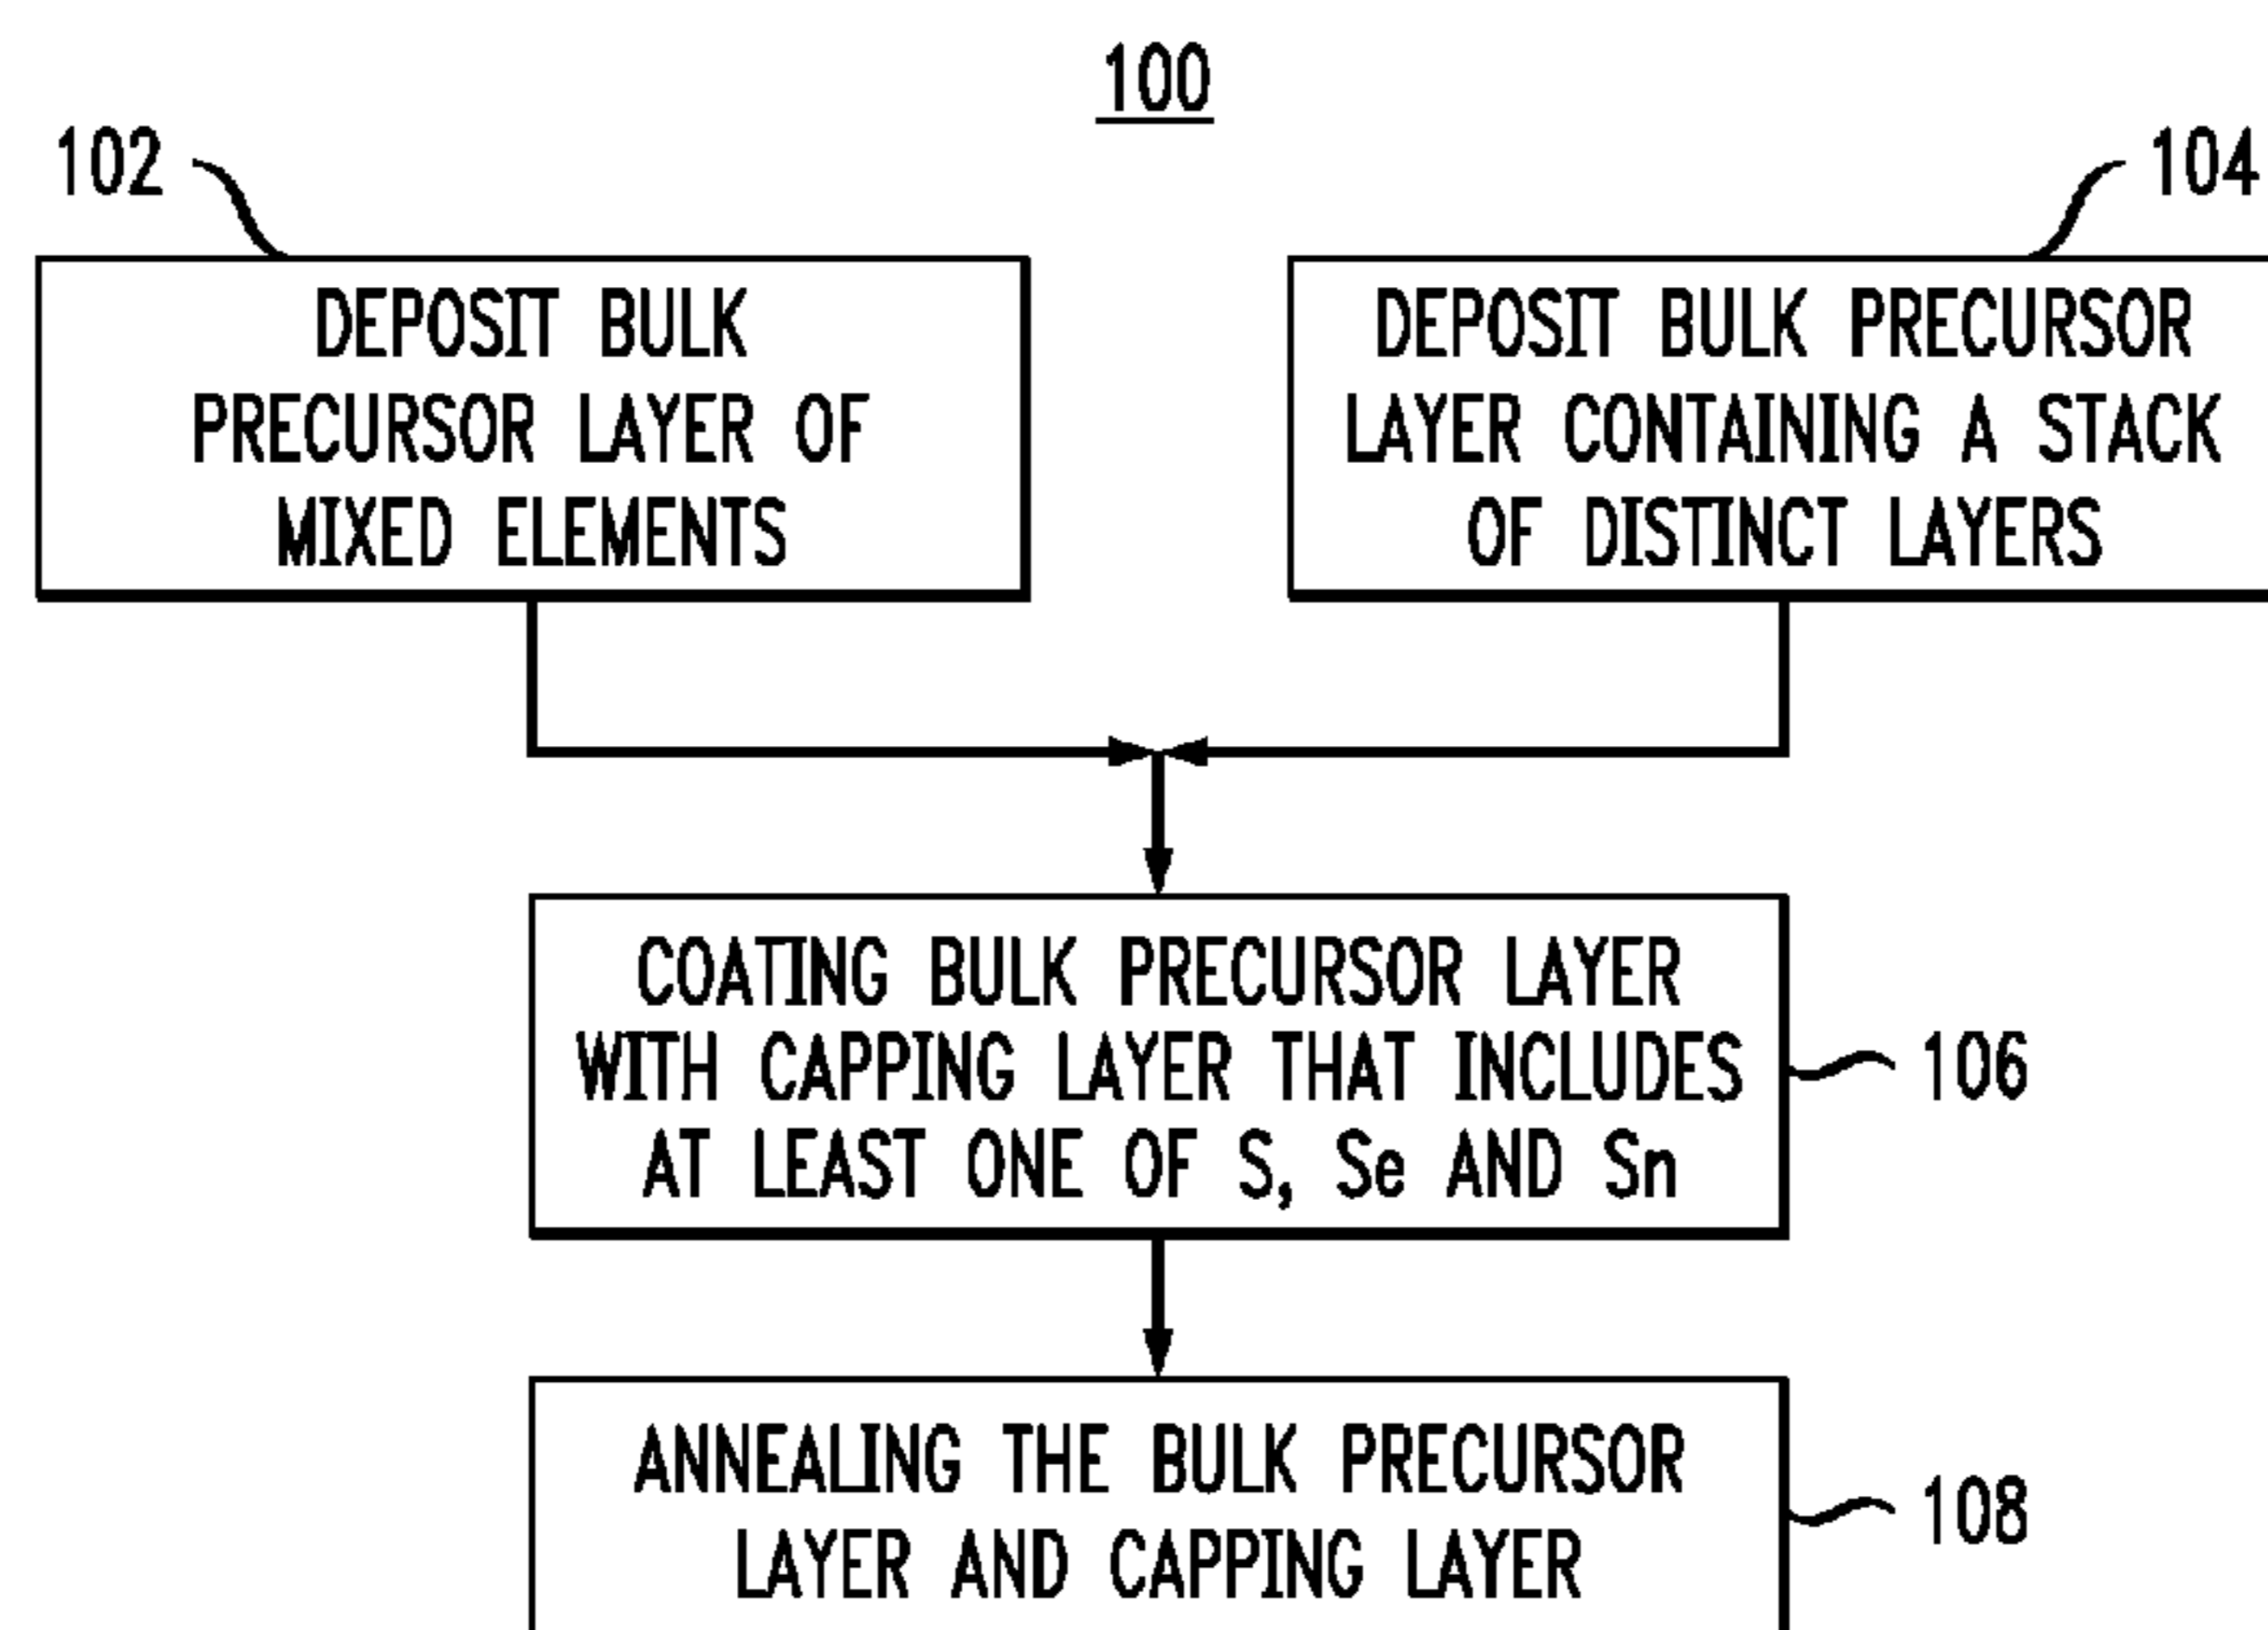 100
102
104
DEPOSIT BULK
PRECURSOR LAYER OF
MIXED ELEMENTS
DEPOSIT BULK PRECURSOR
LAYER CONTAINING A STACK
OF DISTINCT LAYERS
COATING BULK PRECURSOR LAYER
WITH CAPPING LAYER THAT INCLUDES
AT LEAST ONE OF S, Se AND Sn
106
ANNEALING THE BULK PRECURSOR
LAYER AND CAPPING LAYER
108